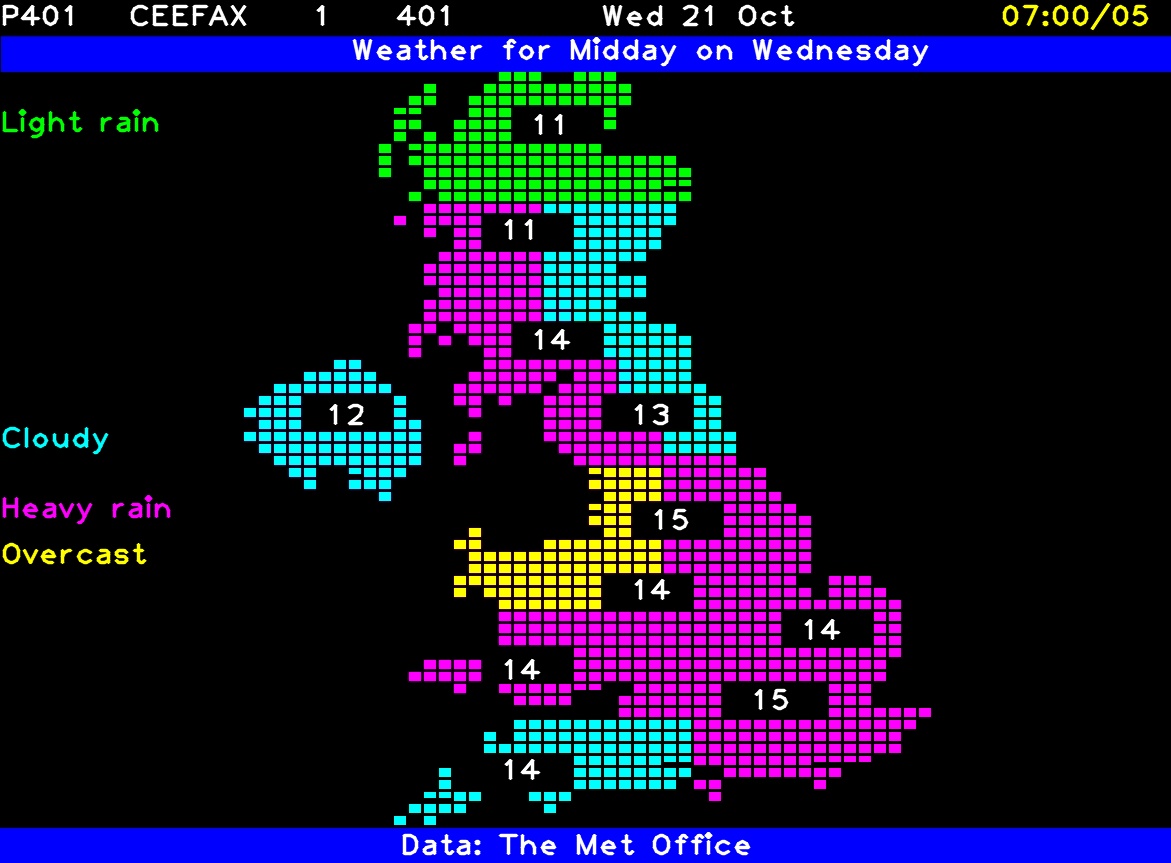 P401 CEEFAX 1 401 Wed 21 Oct 07:00/05
Weather for Midday on Wednesday
Light rain
11
11
14
12
13
Cloudy
Heavy rain
15
Overcast
14
14
14
15
14
Data: The Met Office